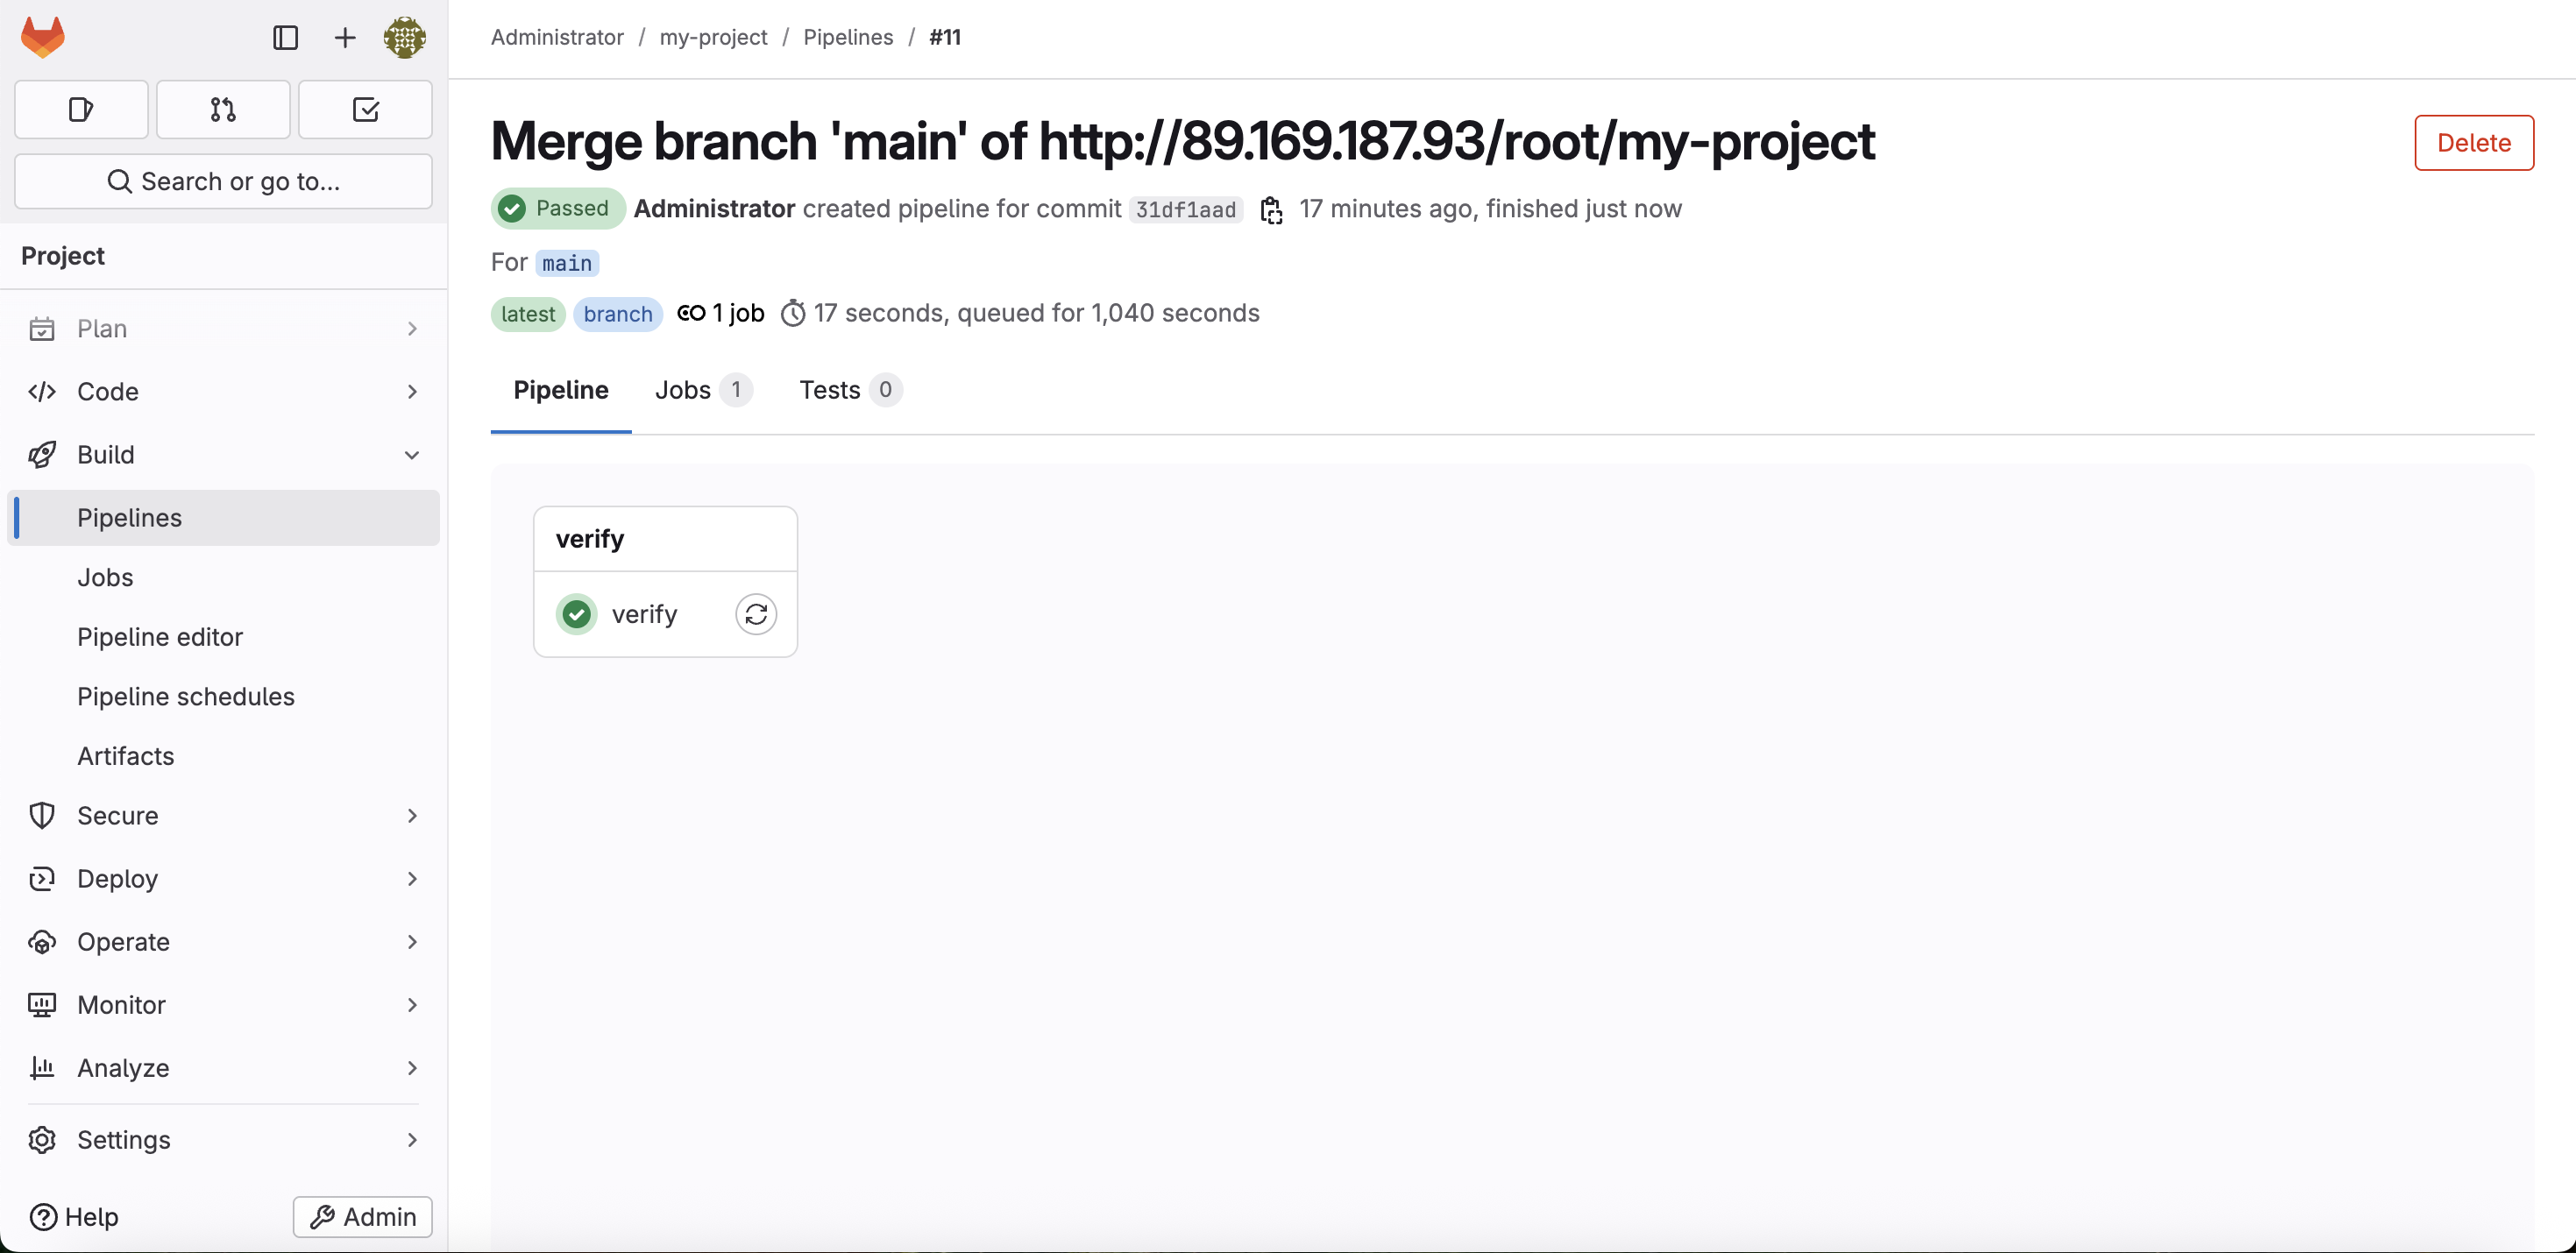 Administrator / my-project / Pipelines / #11
Search or go to...
Project
Plan
Code
Build
Pipelines
Jobs
Pipeline editor
Pipeline schedules
Artifacts
Secure
Deploy
Operate
Monitor
Analyze
Settings
Help
Admin
Merge branch 'main' of http://89.169.187.93/root/my-project
Delete
Passed Administrator created pipeline for commit 31df1aad 17 minutes ago, finished just now
For main
latest branch 1 job 17 seconds, queued for 1,040 seconds
Pipeline Jobs 1 Tests 0
verify
verify